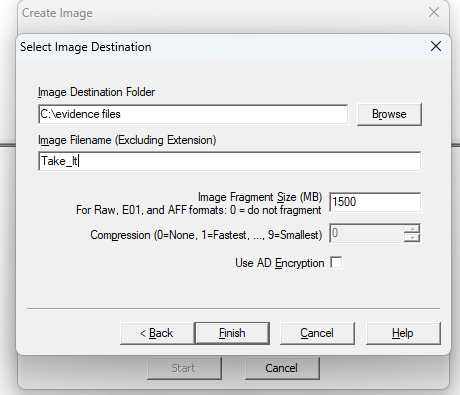 Create Image
Select Image Destination
Image Destination Folder
C:\evidence files
Browse
Image Filename (Excluding Extension)
Take_It
Image Fragment Size (MB)
1500
For Raw, E01, and AFF formats: 0 = do not fragment
Compression (0=None, 1=Fastest, ..., 9=Smallest)
0
Use AD Encryption
< Back
Finish
Cancel
Help
Start
Cancel